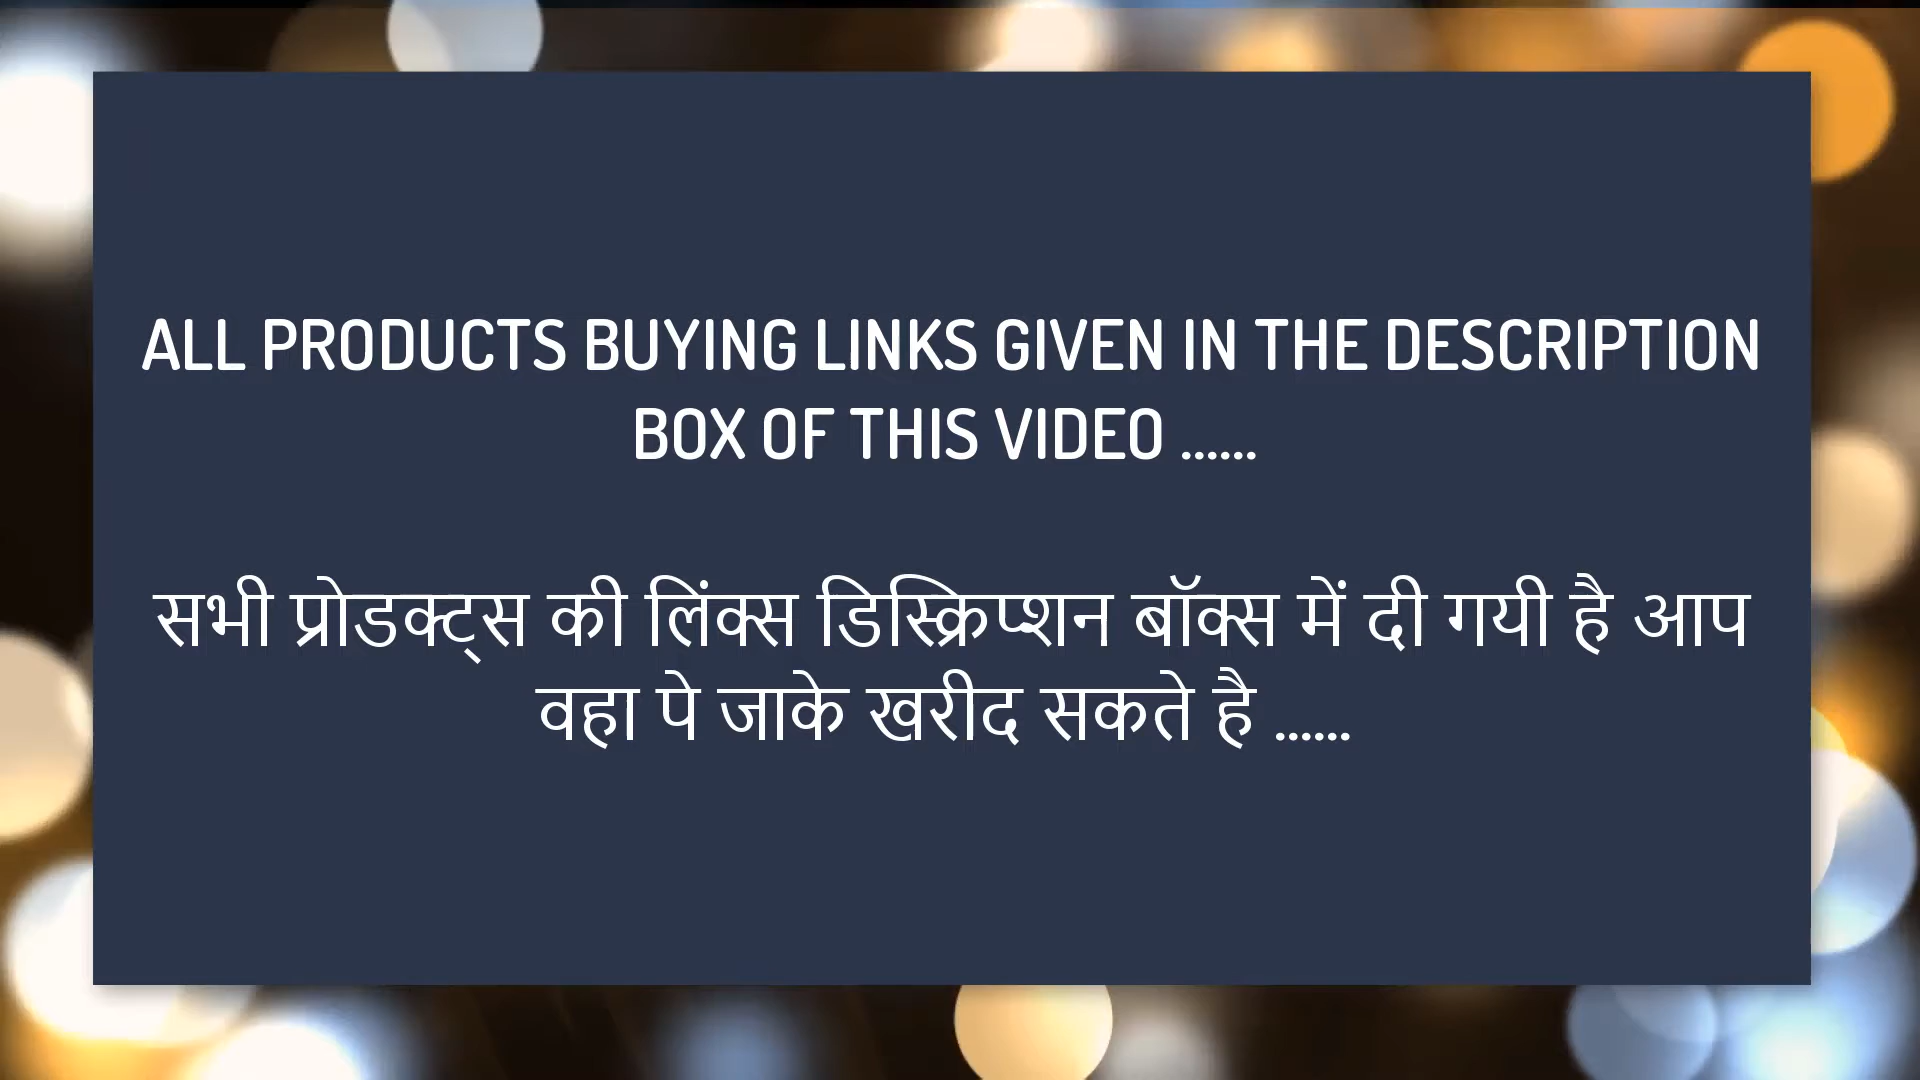 ALL PRODUCTS BUYING LINKS GIVEN IN THE DESCRIPTION
BOX OF THIS VIDEO ......
सभी प्रोडक्ट्स की लिंक्स डिस्क्रिप्शन बॉक्स में दी गयी है आप
वहा पे जाके खरीद सकते है ......